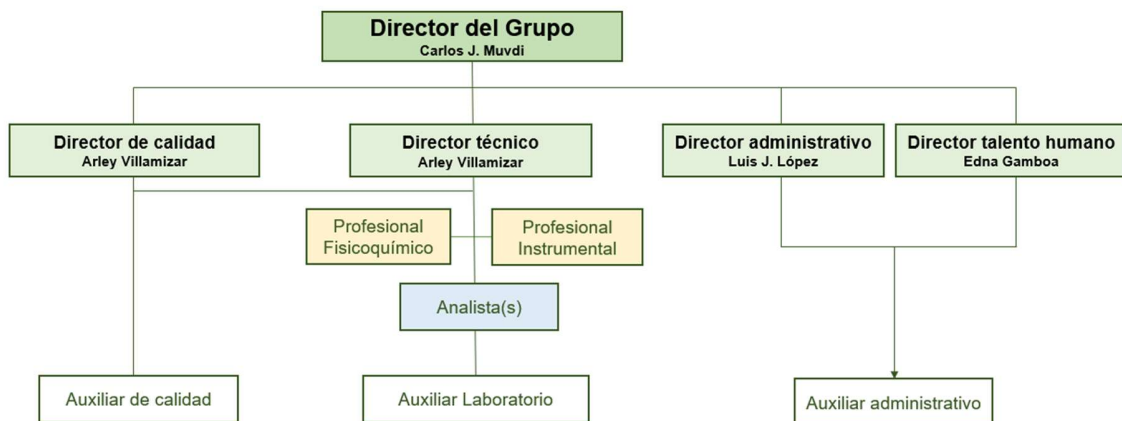 Director del Grupo
Carlos J. Muvdi
Director de calidad
Arley Villamizar
Director técnico
Arley Villamizar
Director administrativo
Luis J. López
Director talento humano
Edna Gamboa
Profesional
Fisicoquímico
Profesional
Instrumental
Analista(s)
Auxiliar de calidad
Auxiliar Laboratorio
Auxiliar administrativo